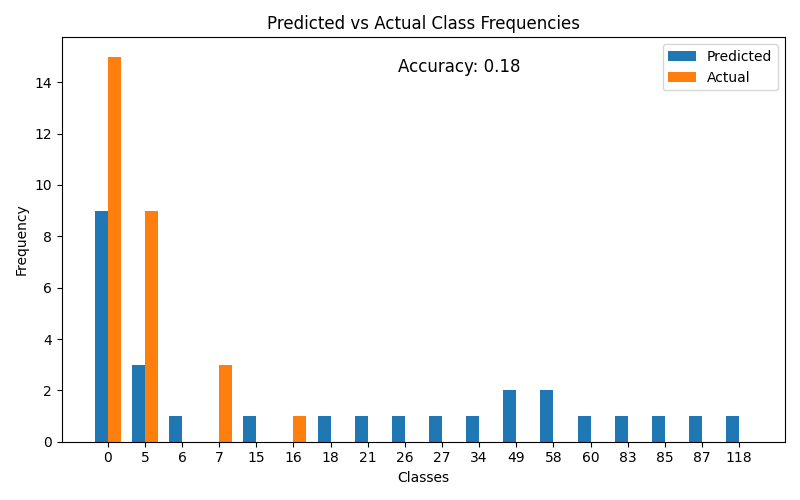 Predicted vs Actual Class Frequencies
Accuracy: 0.18
Predicted
Actual
Frequency
14
12
10
8
6
4
2
0
0 5 6 7 15 16 18 21 26 27 34 49 58 60 83 85 87 118
Classes